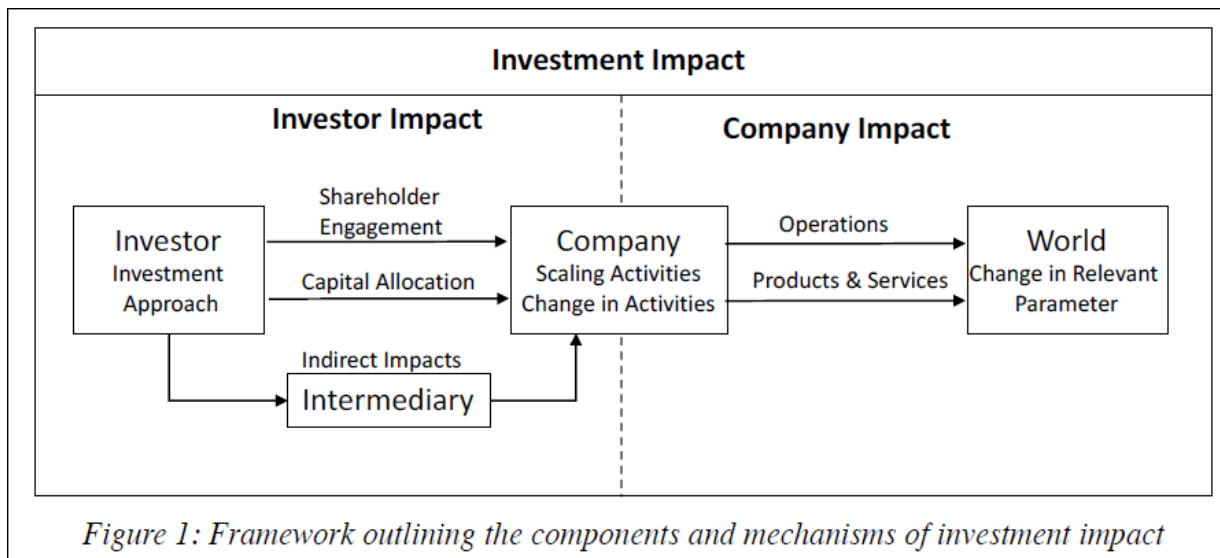 Investment Impact
Investor Impact
Company Impact
Shareholder
Engagement
Capital Allocation
Indirect Impacts
Investor
Investment
Approach
Intermediary
Company
Scaling Activities
Change in Activities
Operations
Products & Services
World
Change in Relevant
Parameter
Figure 1: Framework outlining the components and mechanisms of investment impact